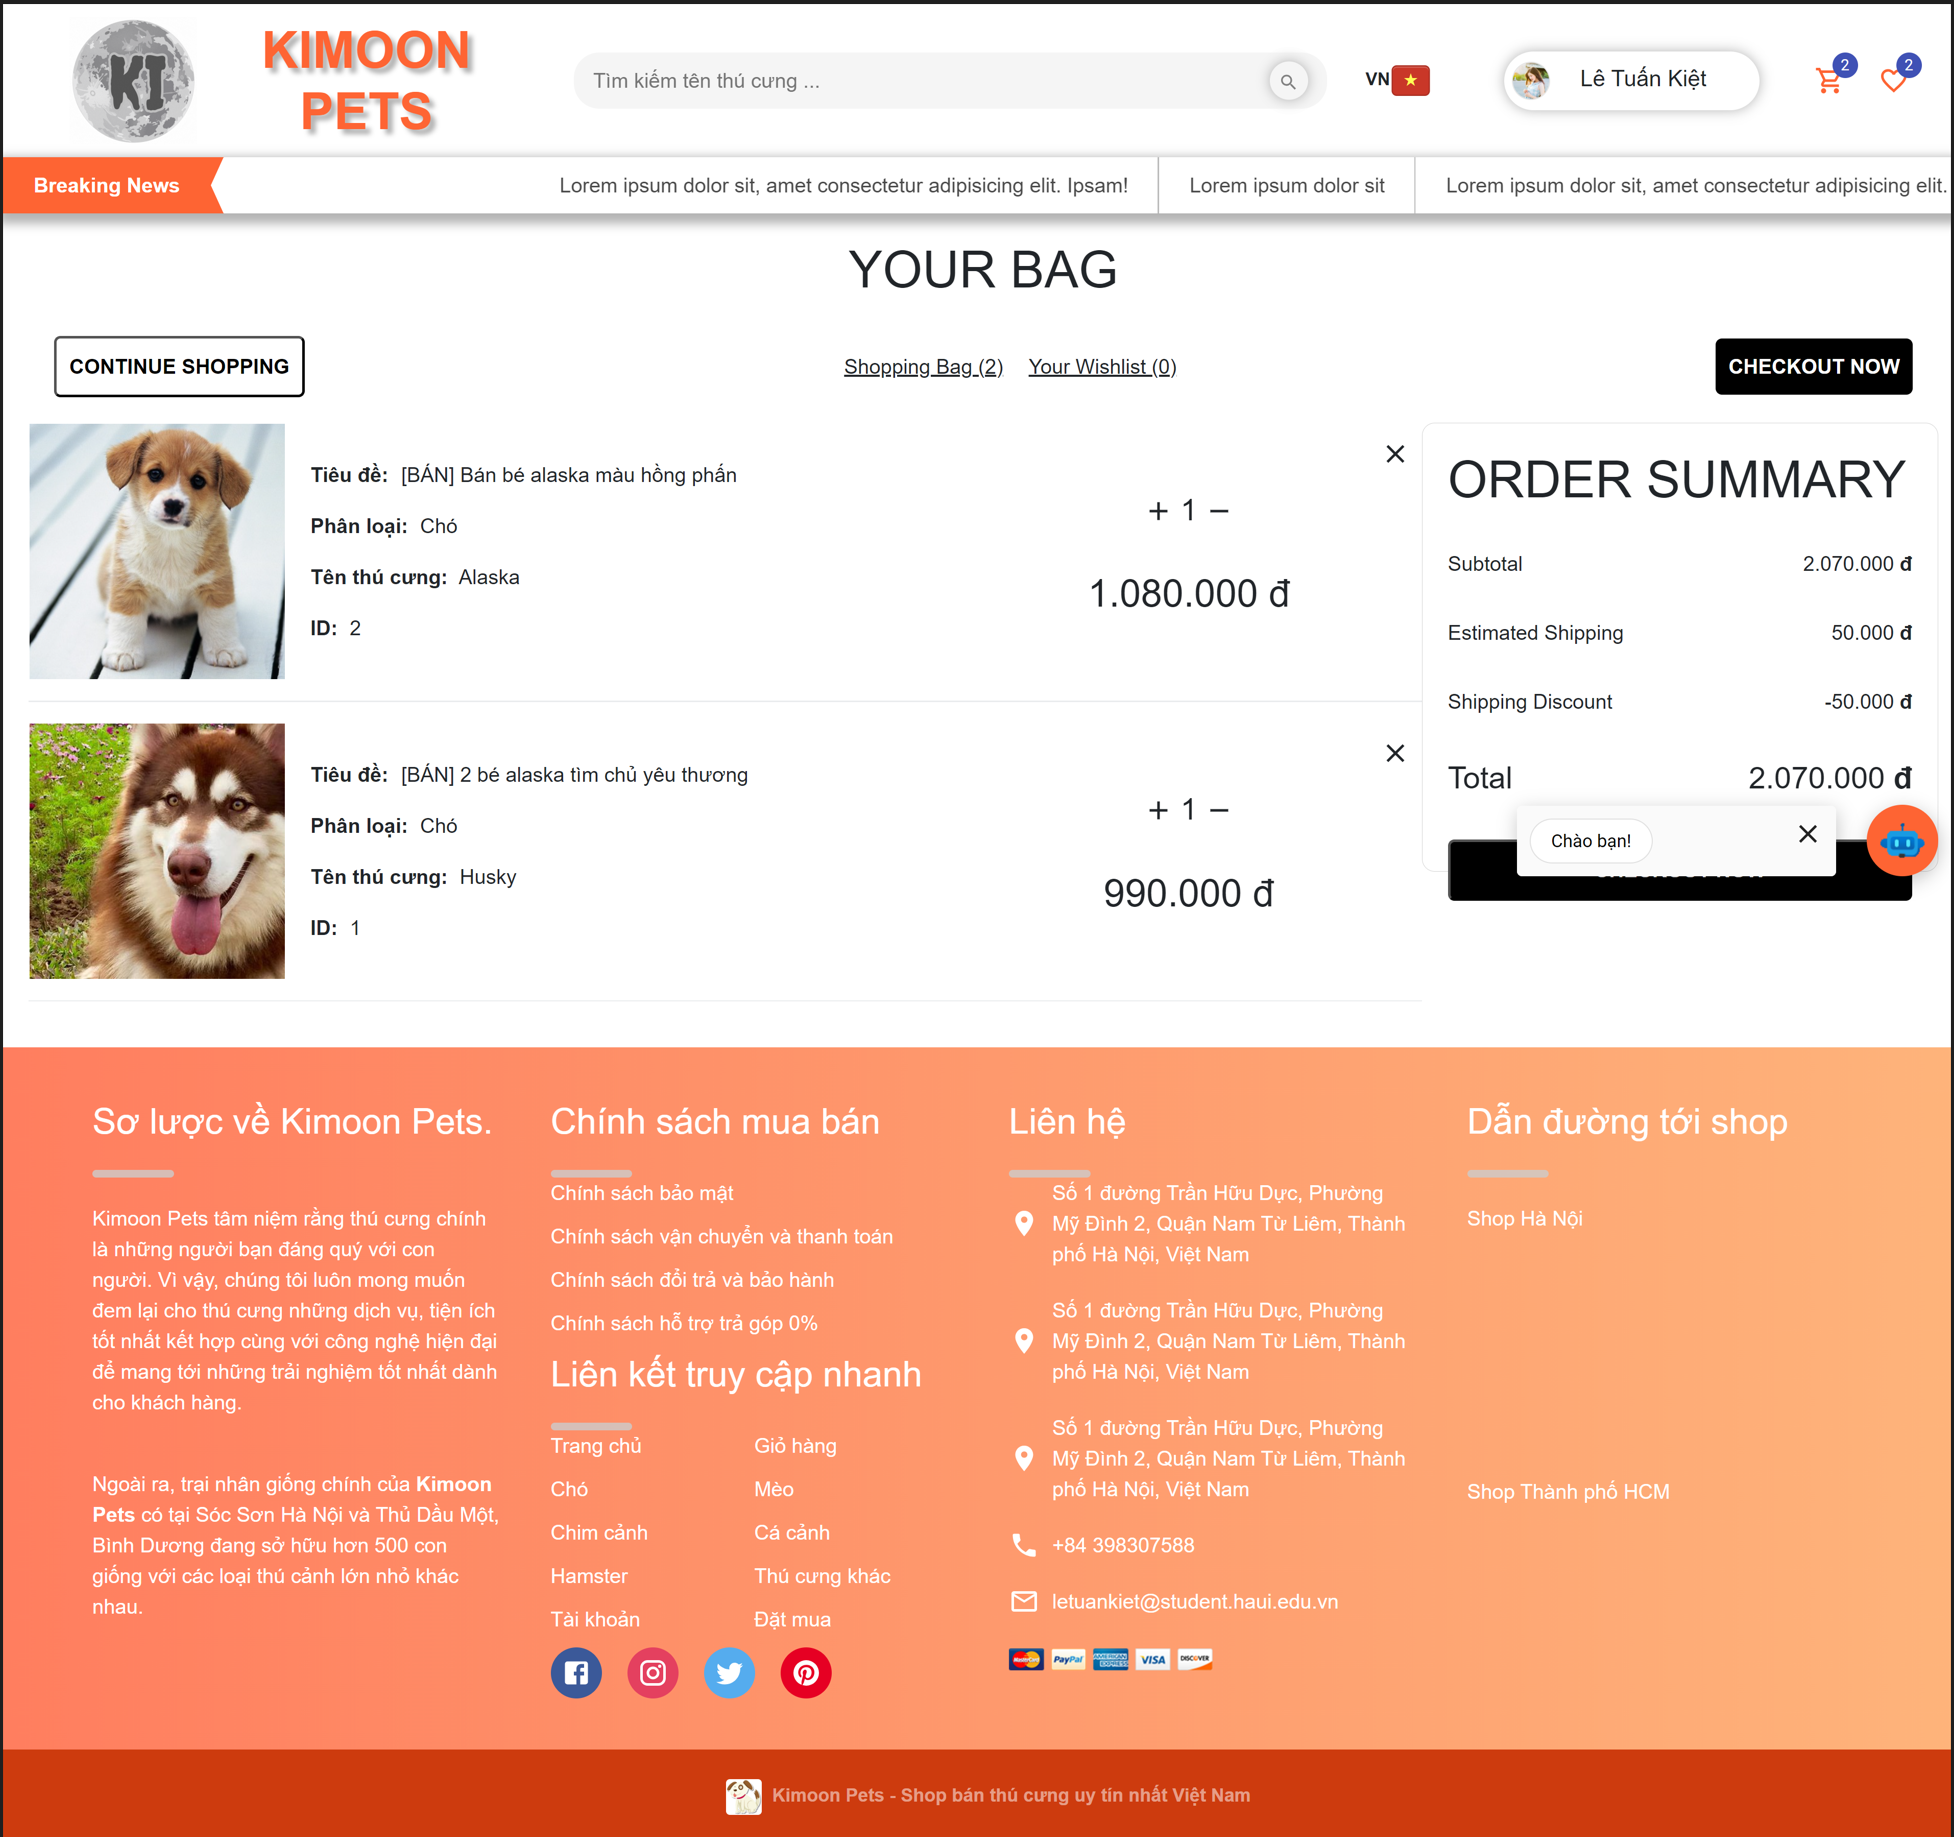 KI
KIMOON
PETS
Tìm kiếm tên thú cưng ...
VN
Lê Tuấn Kiệt
2
2
Breaking News
Lorem ipsum dolor sit, amet consectetur adipisicing elit. Ipsam!
Lorem ipsum dolor sit
Lorem ipsum dolor sit, amet consectetur adipisicing elit.
YOUR BAG
CONTINUE SHOPPING
Shopping Bag (2)
Your Wishlist (0)
CHECKOUT NOW
Tiêu đề: [BÁN] Bán bé alaska màu hồng phấn
Phân loại: Chó
Tên thú cưng: Alaska
ID: 2
+ 1 −
1.080.000 đ
Tiêu đề: [BÁN] 2 bé alaska tìm chủ yêu thương
Phân loại: Chó
Tên thú cưng: Husky
ID: 1
+ 1 −
990.000 đ
ORDER SUMMARY
Subtotal 2.070.000 đ
Estimated Shipping 50.000 đ
Shipping Discount -50.000 đ
Total 2.070.000 đ
Chào bạn!
Sơ lược về Kimoon Pets.
Kimoon Pets tâm niệm rằng thú cưng chính
là những người bạn đáng quý với con
người. Vì vậy, chúng tôi luôn mong muốn
đem lại cho thú cưng những dịch vụ, tiện ích
tốt nhất kết hợp cùng với công nghệ hiện đại
để mang tới những trải nghiệm tốt nhất dành
cho khách hàng.
Ngoài ra, trại nhân giống chính của Kimoon
Pets có tại Sóc Sơn Hà Nội và Thủ Dầu Một,
Bình Dương đang sở hữu hơn 500 con
giống với các loại thú cảnh lớn nhỏ khác
nhau.
Chính sách mua bán
Chính sách bảo mật
Chính sách vận chuyển và thanh toán
Chính sách đổi trả và bảo hành
Chính sách hỗ trợ trả góp 0%
Liên kết truy cập nhanh
Trang chủ Giỏ hàng
Chó Mèo
Chim cảnh Cá cảnh
Hamster Thú cưng khác
Tài khoản Đặt mua
Liên hệ
Số 1 đường Trần Hữu Dực, Phường
Mỹ Đình 2, Quận Nam Từ Liêm, Thành
phố Hà Nội, Việt Nam
Số 1 đường Trần Hữu Dực, Phường
Mỹ Đình 2, Quận Nam Từ Liêm, Thành
phố Hà Nội, Việt Nam
Số 1 đường Trần Hữu Dực, Phường
Mỹ Đình 2, Quận Nam Từ Liêm, Thành
phố Hà Nội, Việt Nam
+84 398307588
letuankiet@student.haui.edu.vn
MasterCard PayPal AMERICAN EXPRESS VISA DISCOVER
Dẫn đường tới shop
Shop Hà Nội
Shop Thành phố HCM
Kimoon Pets - Shop bán thú cưng uy tín nhất Việt Nam